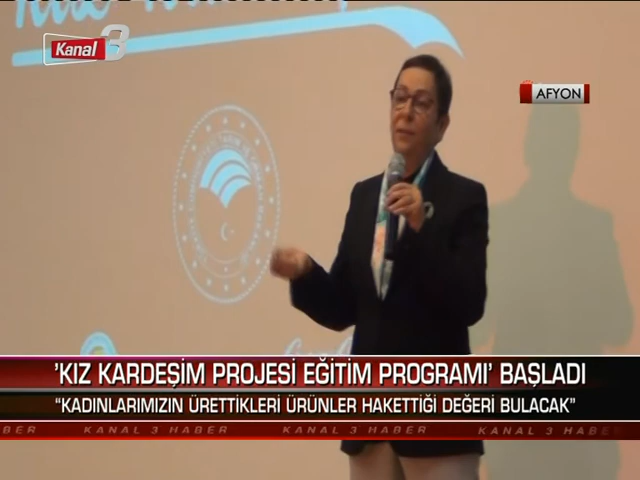 Kanal 3
AFYON
'KIZ KARDEŞİM PROJESİ EĞİTİM PROGRAMI' BAŞLADI
“KADINLARIMIZIN ÜRETTİKLERİ ÜRÜNLER HAKETTİĞİ DEĞERİ BULACAK”
KANAL 3 HABER KANAL 3 HABER KANAL 3 HABER